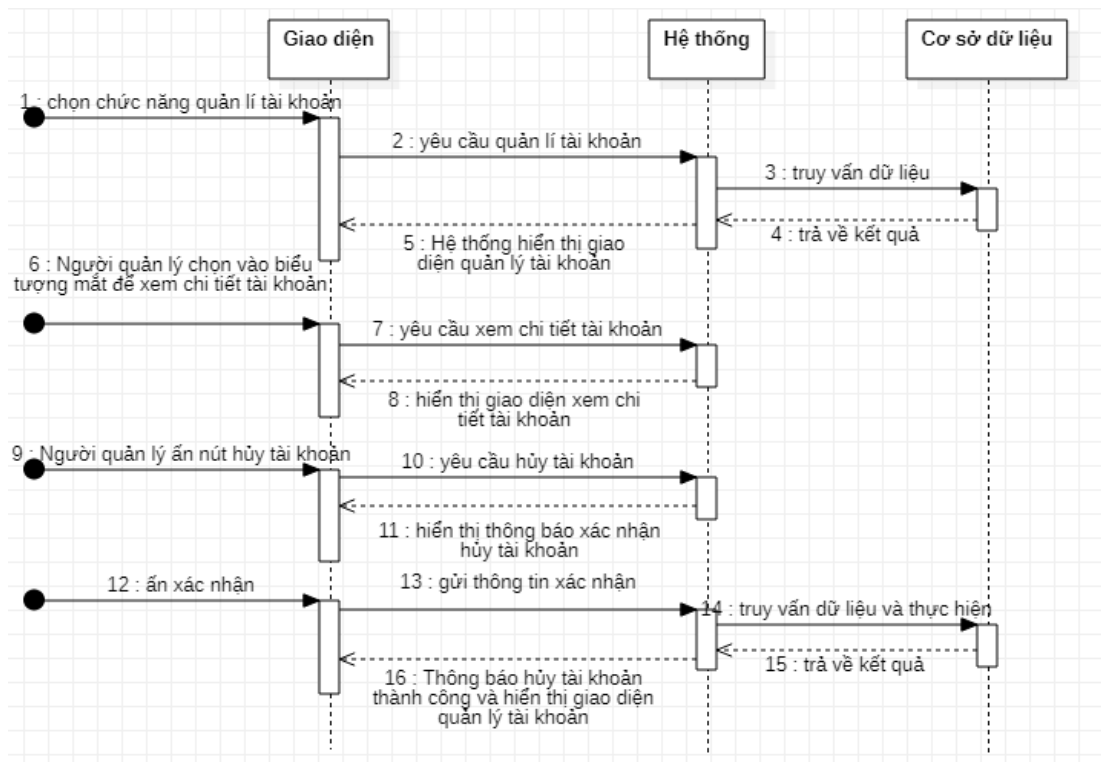 Giao diện
Hệ thống
Cơ sở dữ liệu
1 : chọn chức năng quản lí tài khoản
2 : yêu cầu quản lí tài khoản
3 : truy vấn dữ liệu
4 : trả về kết quả
5 : Hệ thống hiển thị giao
diện quản lý tài khoản
6 : Người quản lý chọn vào biểu
tượng mắt để xem chi tiết tài khoản
7 : yêu cầu xem chi tiết tài khoản
8 : hiển thị giao diện xem chi
tiết tài khoản
9 : Người quản lý ấn nút hủy tài khoản
10 : yêu cầu hủy tài khoản
11 : hiển thị thông báo xác nhận
hủy tài khoản
12 : ấn xác nhận
13 : gửi thông tin xác nhận
14 : truy vấn dữ liệu và thực hiện
15 : trả về kết quả
16 : Thông báo hủy tài khoản
thành công và hiển thị giao diện
quản lý tài khoản